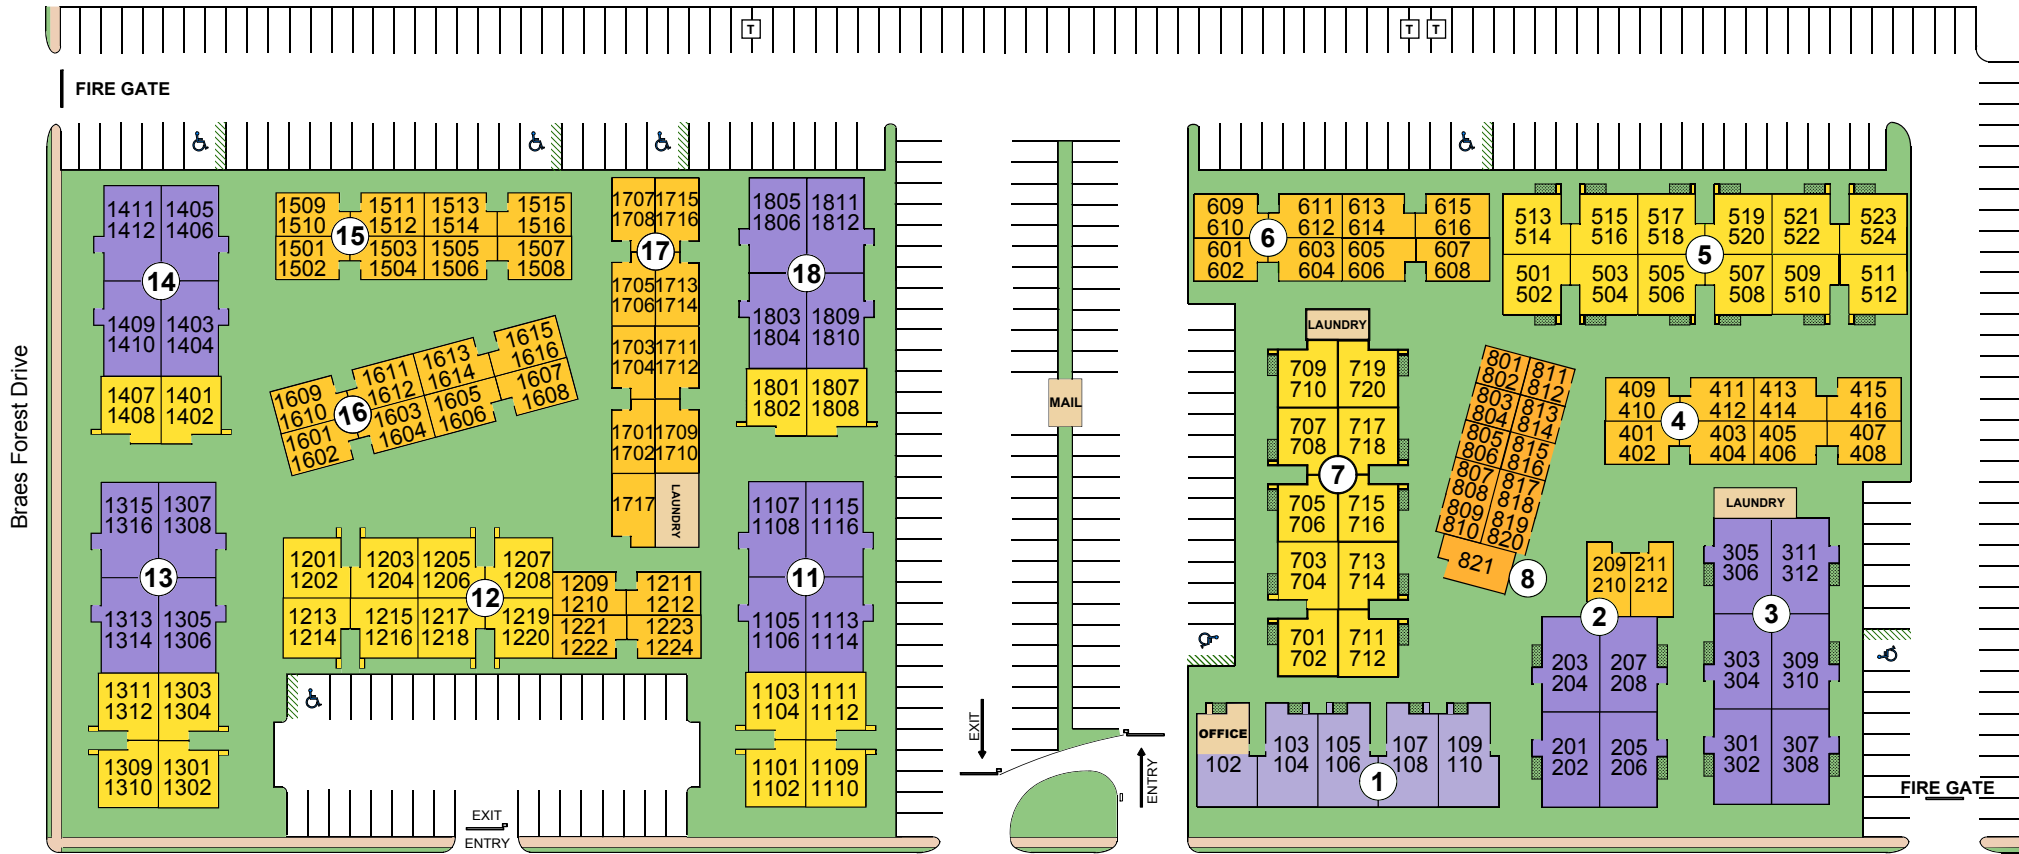 T
T
T
FIRE GATE
Braes Forest Drive
1411 1405
1412 1406
14
1409 1403
1410 1404
1407 1401
1408 1402
1509 1511 1513 1515
1510 1512 1514 1516
15
1501 1503 1505 1507
1502 1504 1506 1508
1609 1611 1613 1615
1610 1612 1614 1616
16
1601 1603 1605 1607
1602 1604 1606 1608
1707 1715
1708 1716
17
1705 1713
1706 1714
1703 1711
1704 1712
1701 1709
1702 1710
1717
LAUNDRY
1805 1811
1806 1812
18
1803 1809
1804 1810
1801 1807
1802 1808
1315 1307
1316 1308
13
1313 1305
1314 1306
1311 1303
1312 1304
1309 1301
1310 1302
1201 1203 1205 1207
1202 1204 1206 1208
12
1213 1215 1217 1219
1214 1216 1218 1220
1209 1211
1210 1212
1221 1223
1222 1224
1107 1115
1108 1116
11
1105 1113
1106 1114
1103 1111
1104 1112
1101 1109
1102 1110
EXIT
ENTRY
MAIL
EXIT
ENTRY
609 611 613 615
610 612 614 616
6
601 603 605 607
602 604 606 608
513 515 517 519 521 523
514 516 518 520 522 524
5
501 503 505 507 509 511
502 504 506 508 510 512
LAUNDRY
709 719
710 720
707 717
708 718
7
705 715
706 716
703 713
704 714
701 711
702 712
801 811
802 812
803 813
804 814
805 815
806 816
807 817
808 818
809 819
810 820
821
8
409 411 413 415
410 412 414 416
4
401 403 405 407
402 404 406 408
209 211
210 212
2
203 207
204 208
201 205
202 206
LAUNDRY
305 311
306 312
3
303 309
304 310
301 307
302 308
OFFICE
102
103 105 107 109
104 106 108 110
1
FIRE GATE